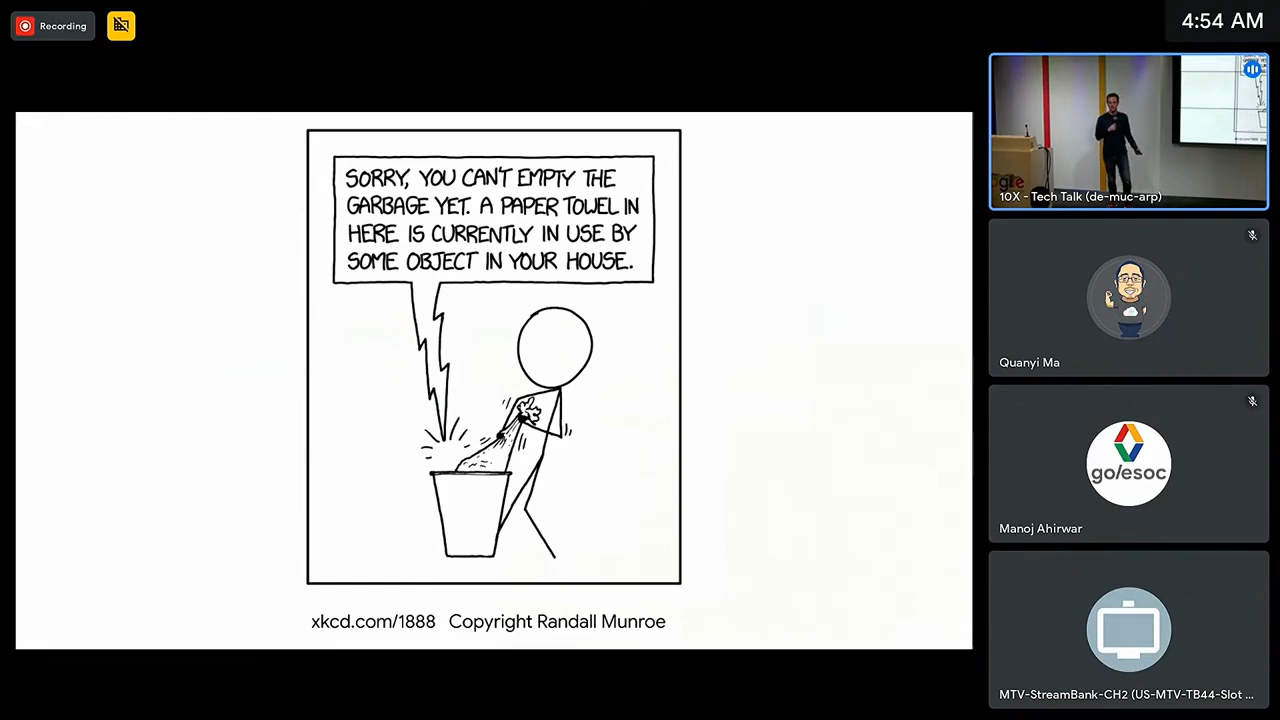 Recording
4:54 AM
SORRY, YOU CAN'T EMPTY THE
GARBAGE YET. A PAPER TOWEL IN
HERE IS CURRENTLY IN USE BY
SOME OBJECT IN YOUR HOUSE.
xkcd.com/1888 Copyright Randall Munroe
10X - Tech Talk (de-muc-arp)
Quanyi Ma
go/esoc
Manoj Ahirwar
MTV-StreamBank-CH2 (US-MTV-TB44-Slot ...